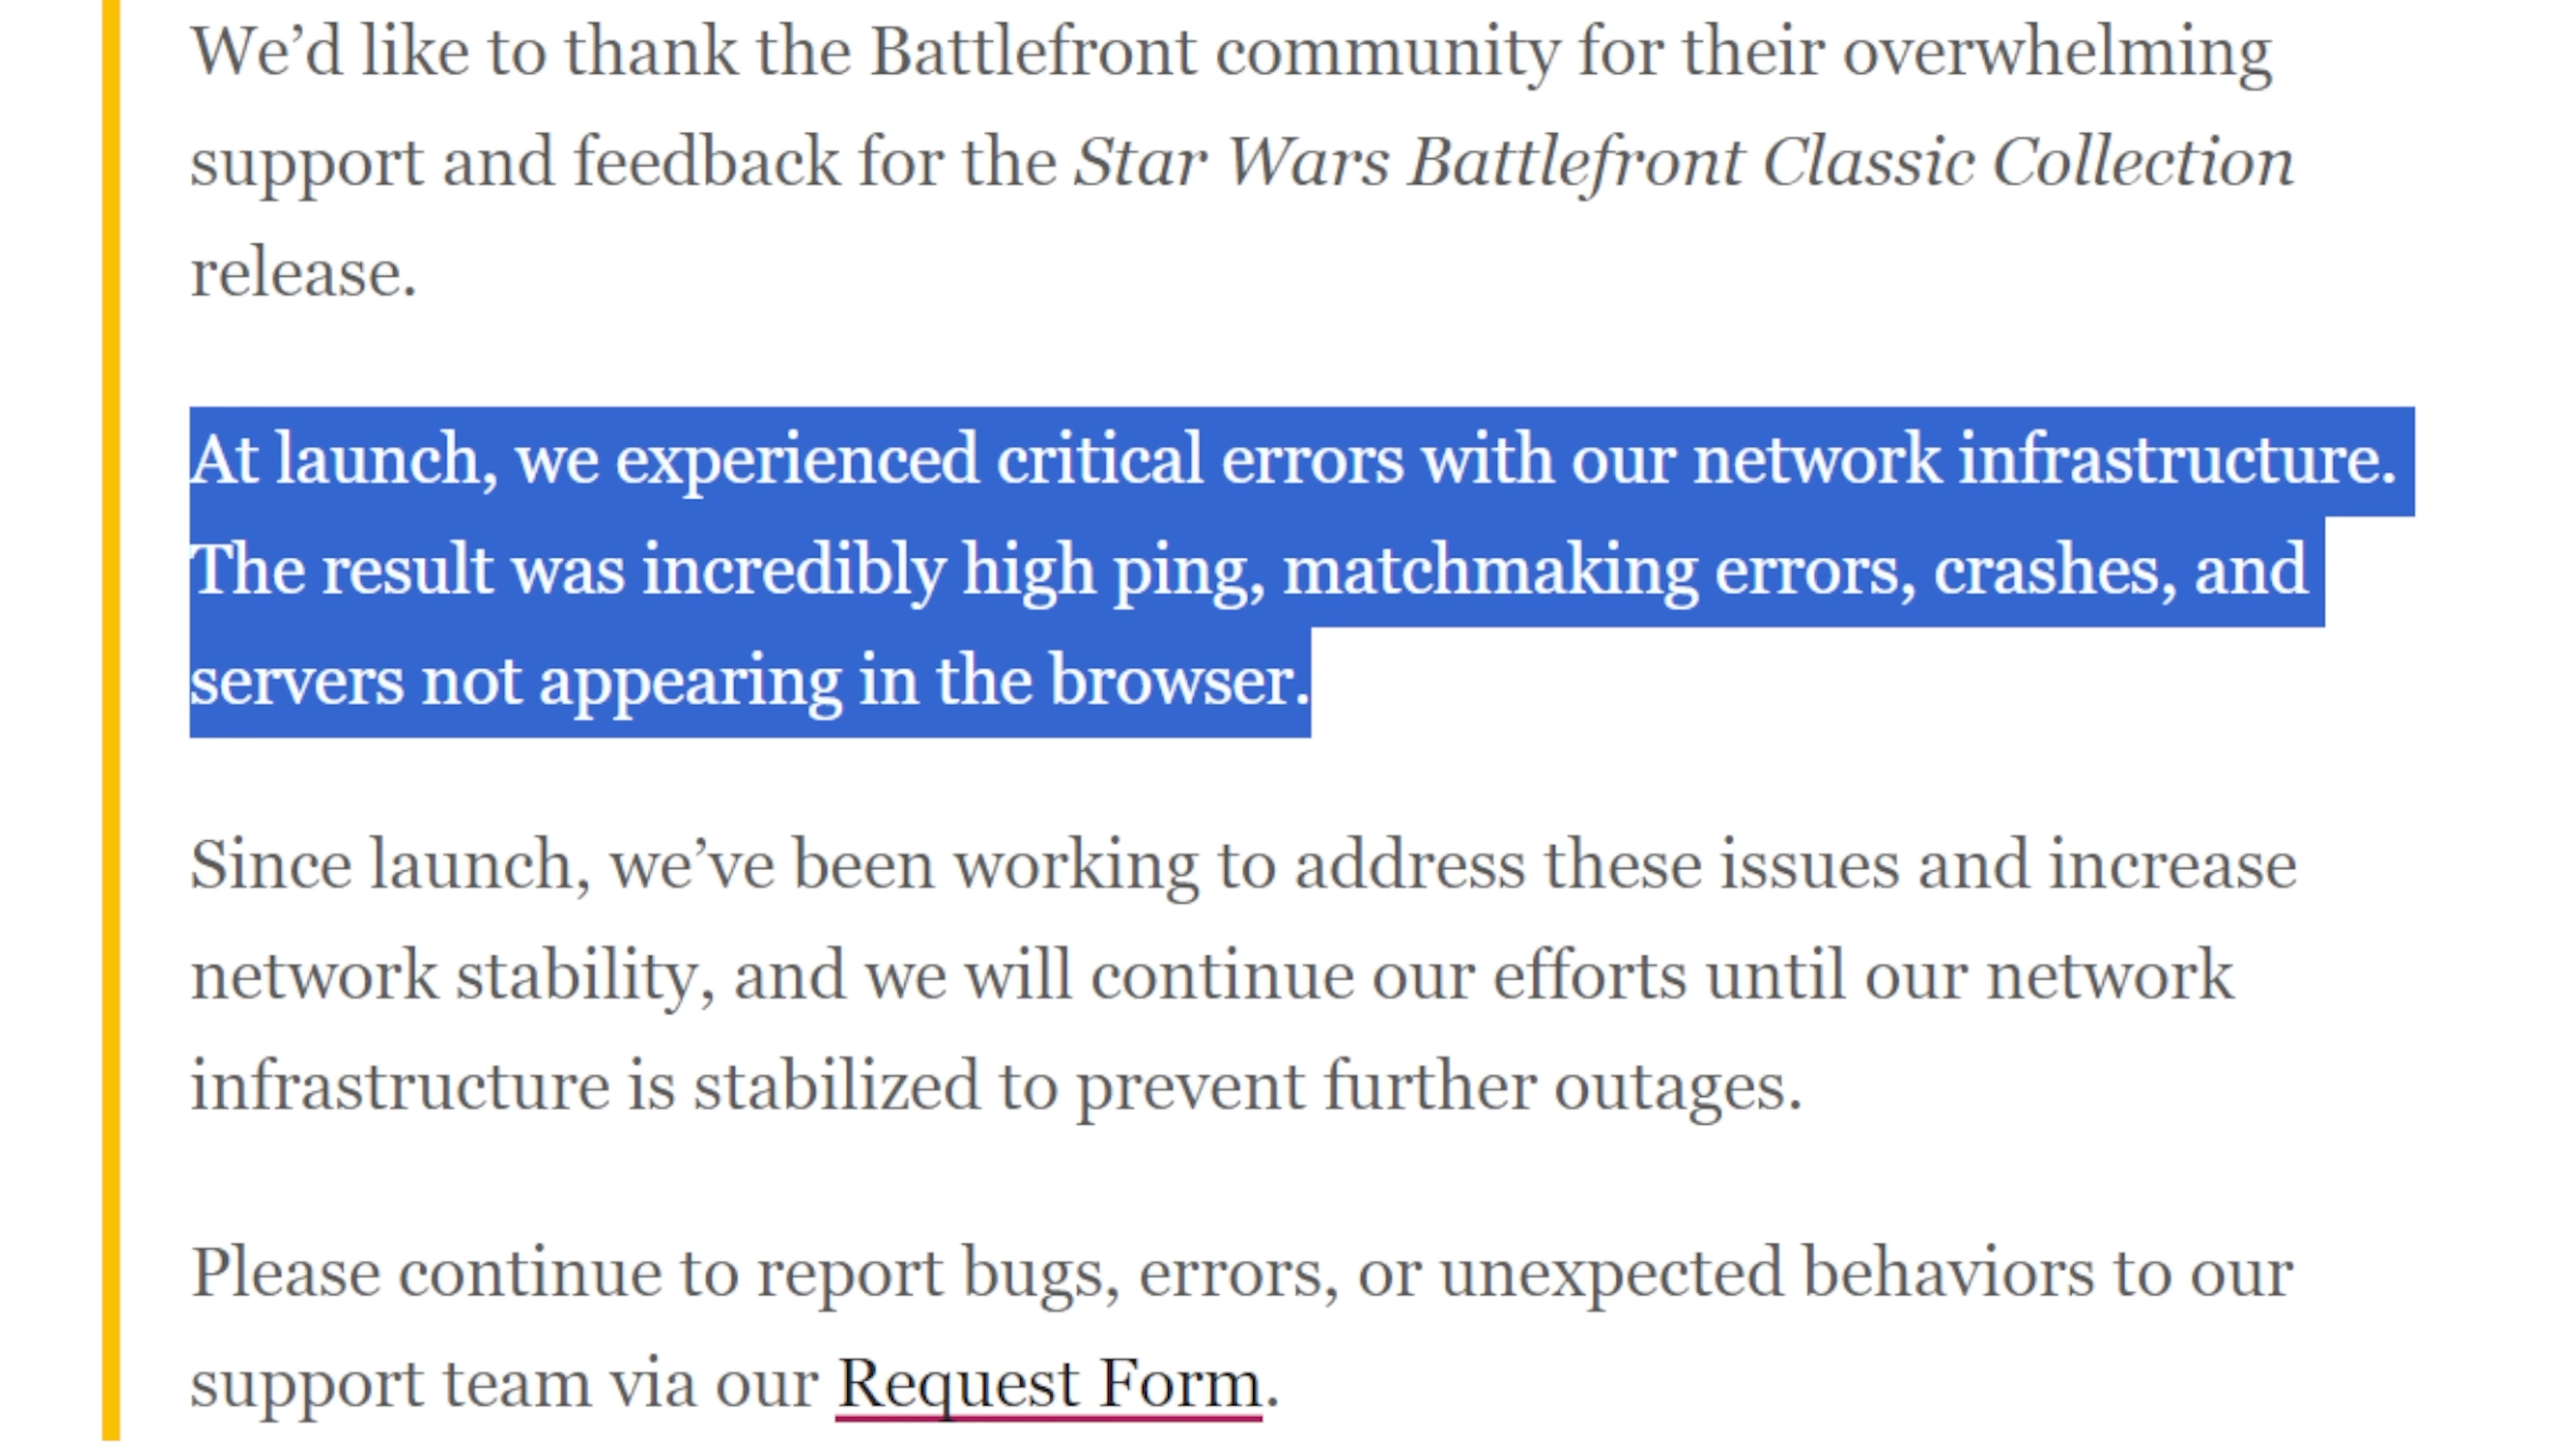 We’d like to thank the Battlefront community for their overwhelming
support and feedback for the Star Wars Battlefront Classic Collection
release.
At launch, we experienced critical errors with our network infrastructure.
The result was incredibly high ping, matchmaking errors, crashes, and
servers not appearing in the browser.
Since launch, we’ve been working to address these issues and increase
network stability, and we will continue our efforts until our network
infrastructure is stabilized to prevent further outages.
Please continue to report bugs, errors, or unexpected behaviors to our
support team via our Request Form.